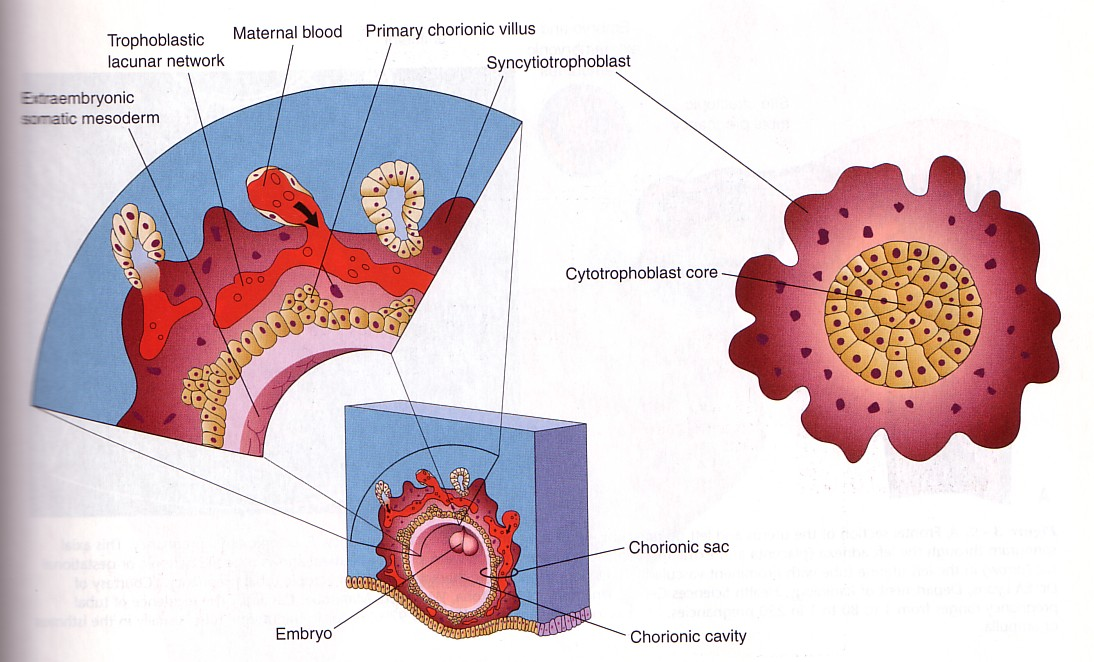 Trophoblastic
lacunar network
Maternal blood
Primary chorionic villus
Syncytiotrophoblast
Extraembryonic
somatic mesoderm
Cytotrophoblast core
Chorionic sac
Embryo
Chorionic cavity